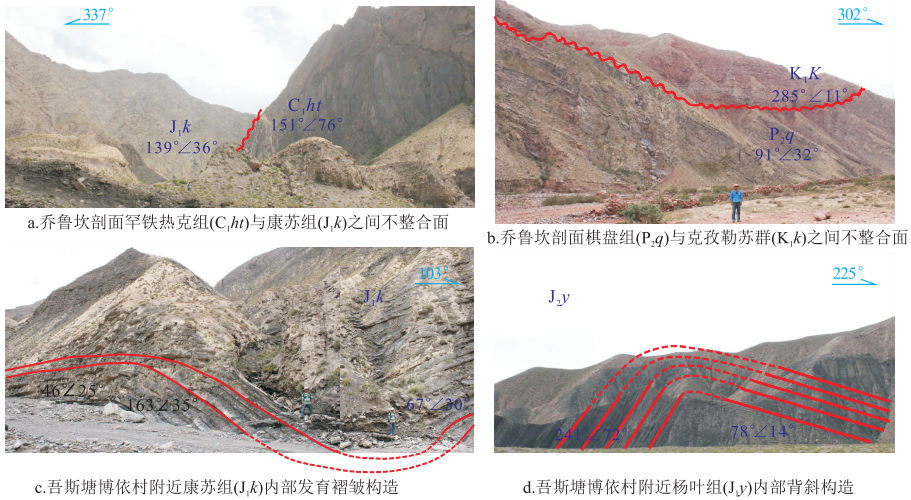 337°
C₁ht
151°∠76°
J₁k
139°∠36°
a.乔鲁坎剖面罕铁热克组(C₁ht)与康苏组(J₁k)之间不整合面
302°
K₁K
285°∠11°
P₂q
91°∠32°
b.乔鲁坎剖面棋盘组(P₂q)与克孜勒苏群(K₁k)之间不整合面
103°
J₁k
46∠25°
163∠35°
67°∠30°
c.吾斯塘博依村附近康苏组(J₁k)内部发育褶皱构造
225°
J₂y
241°∠72°
78°∠14°
d.吾斯塘博依村附近杨叶组(J₂y)内部背斜构造